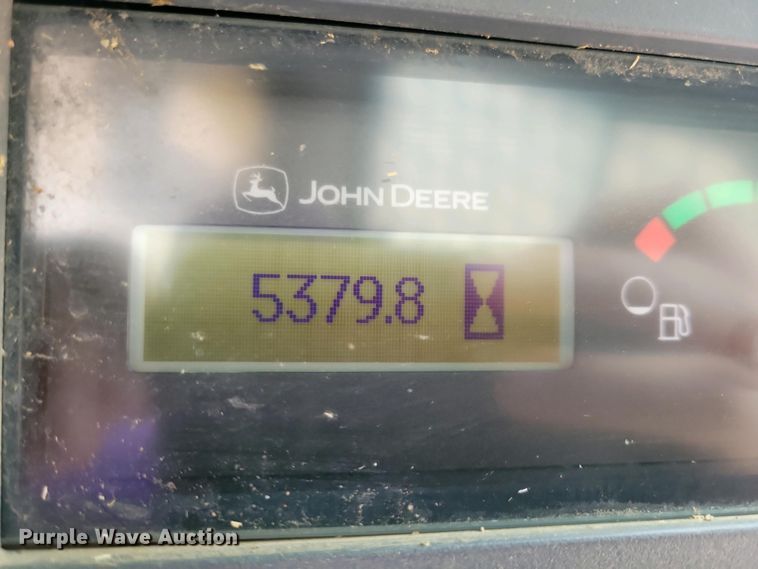 JOHN DEERE
5379.8
Purple Wave Auction